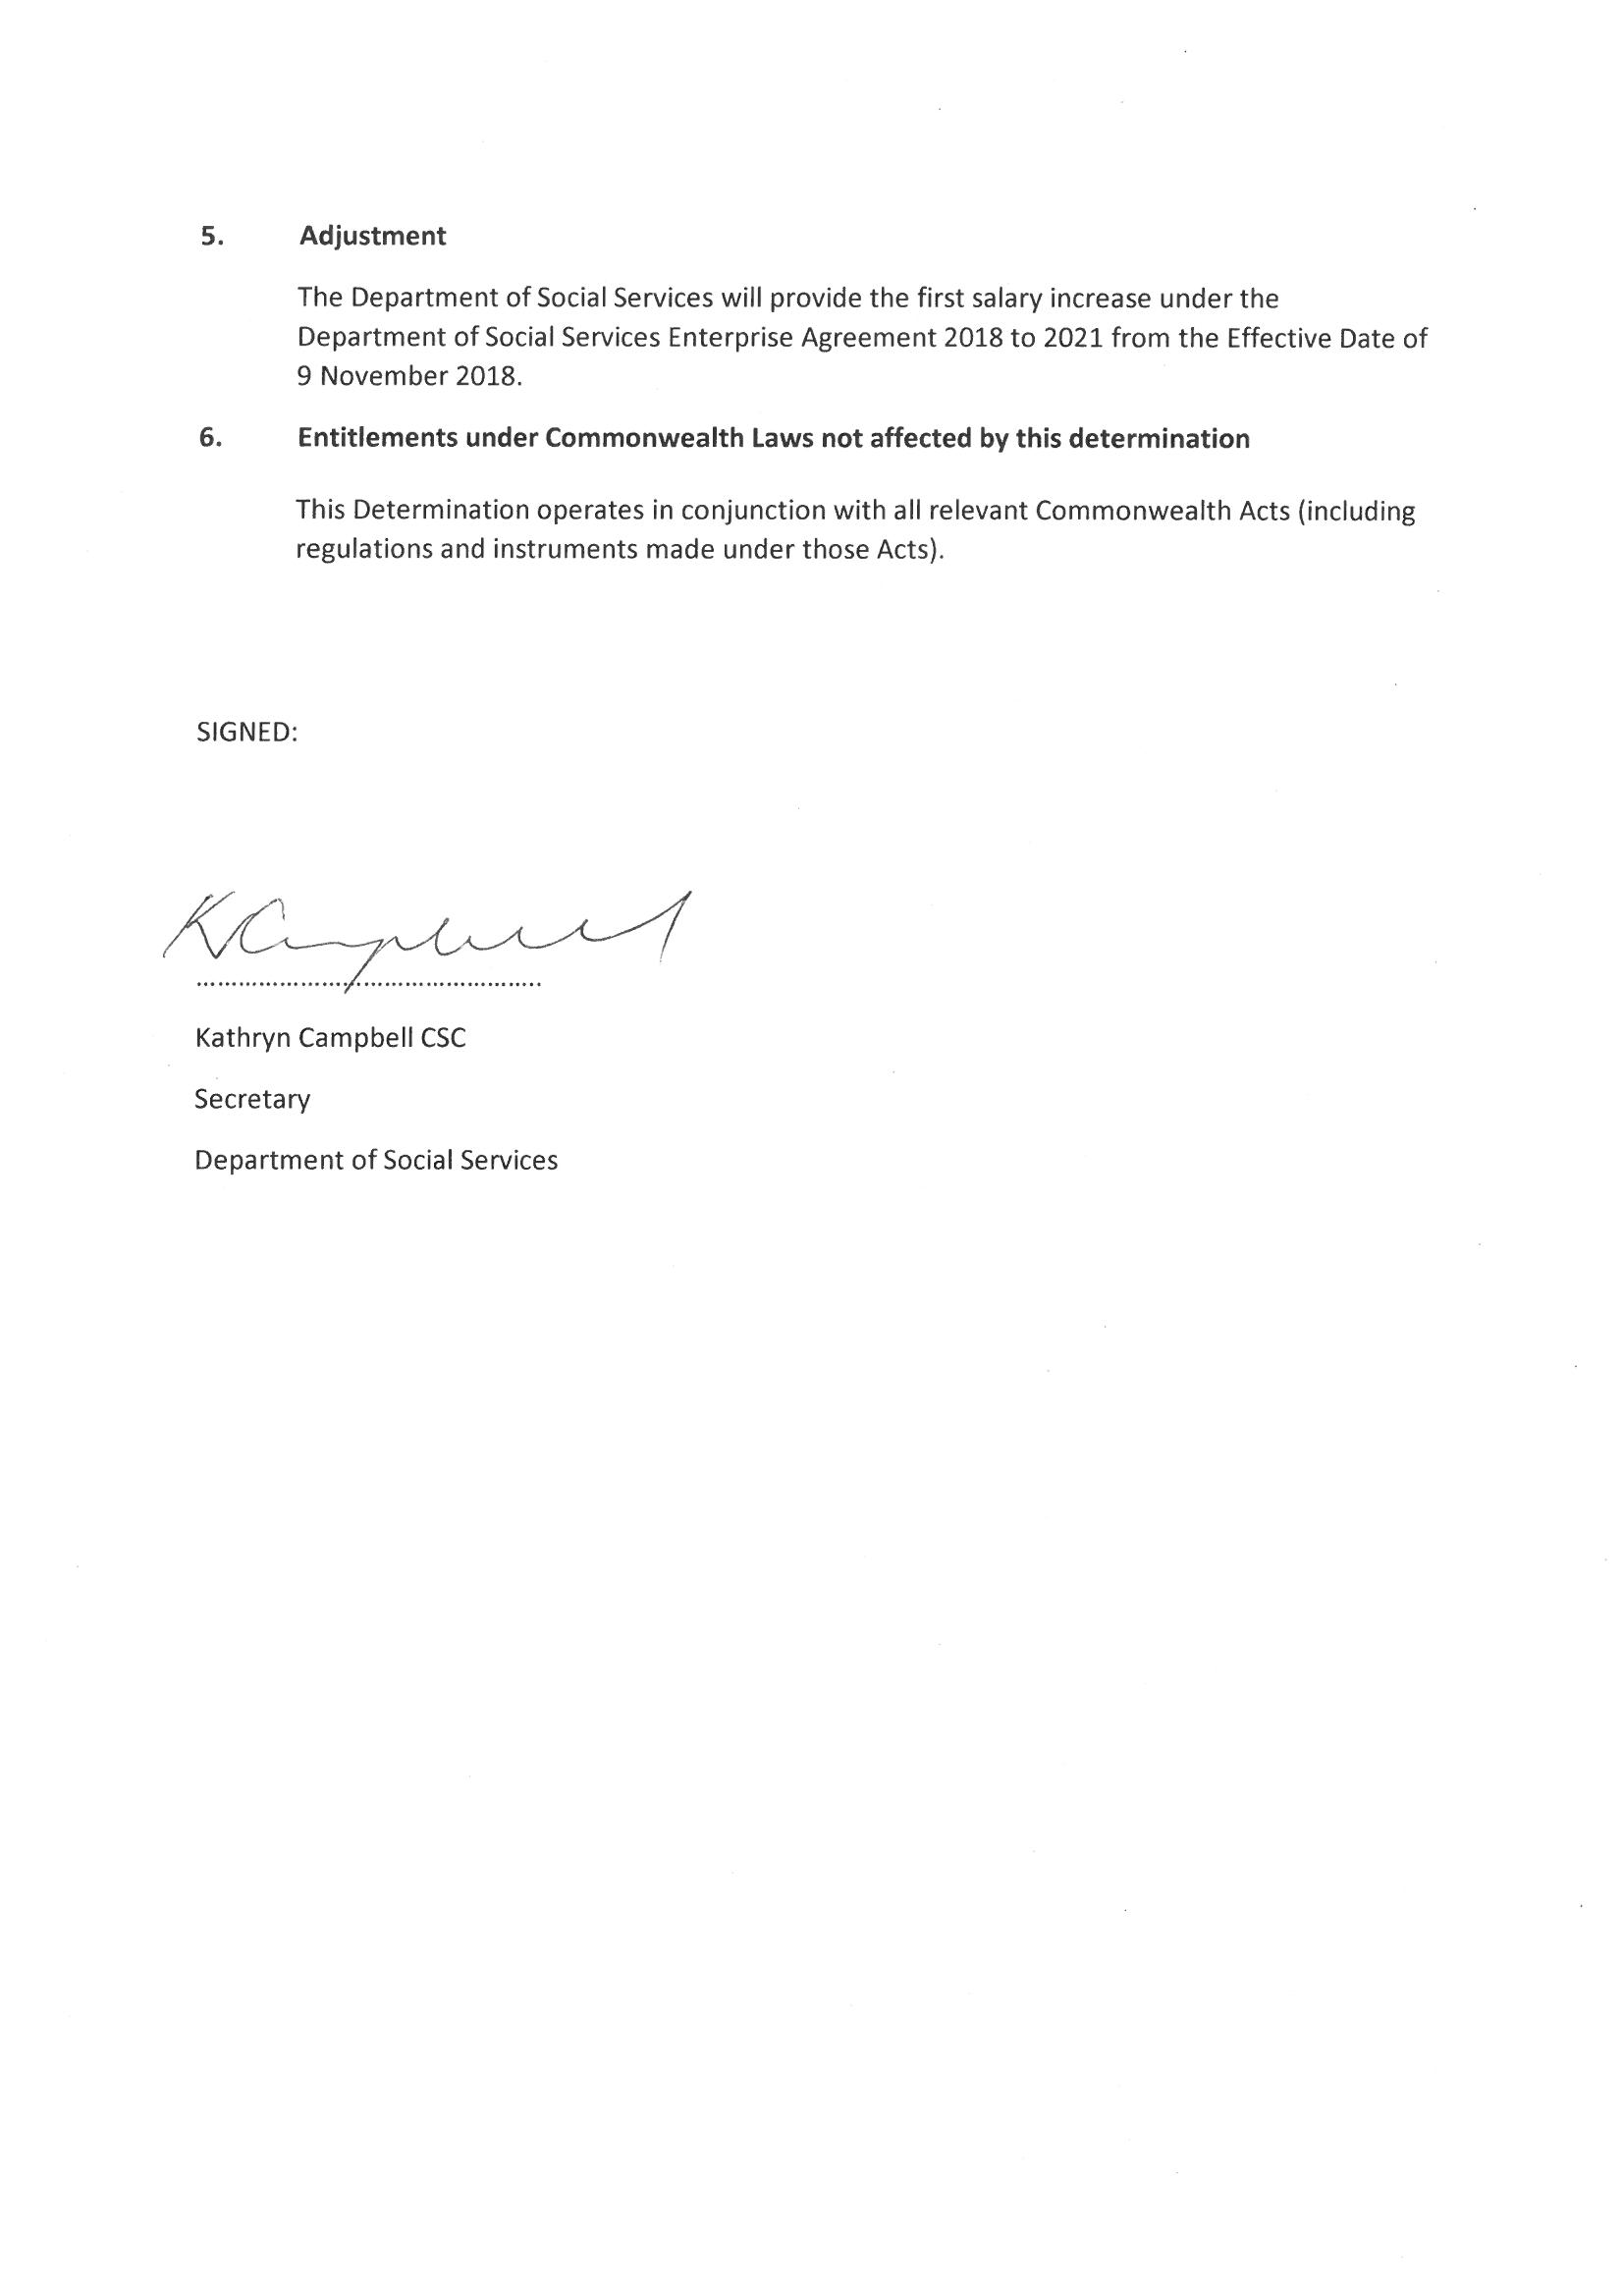 5. Adjustment
The Department of Social Services will provide the first salary increase under the
Department of Social Services Enterprise Agreement 2018 to 2021 from the Effective Date of
9 November 2018.
6. Entitlements under Commonwealth Laws not affected by this determination
This Determination operates in conjunction with all relevant Commonwealth Acts (including
regulations and instruments made under those Acts).
SIGNED:
KCampbell
Kathryn Campbell CSC
Secretary
Department of Social Services